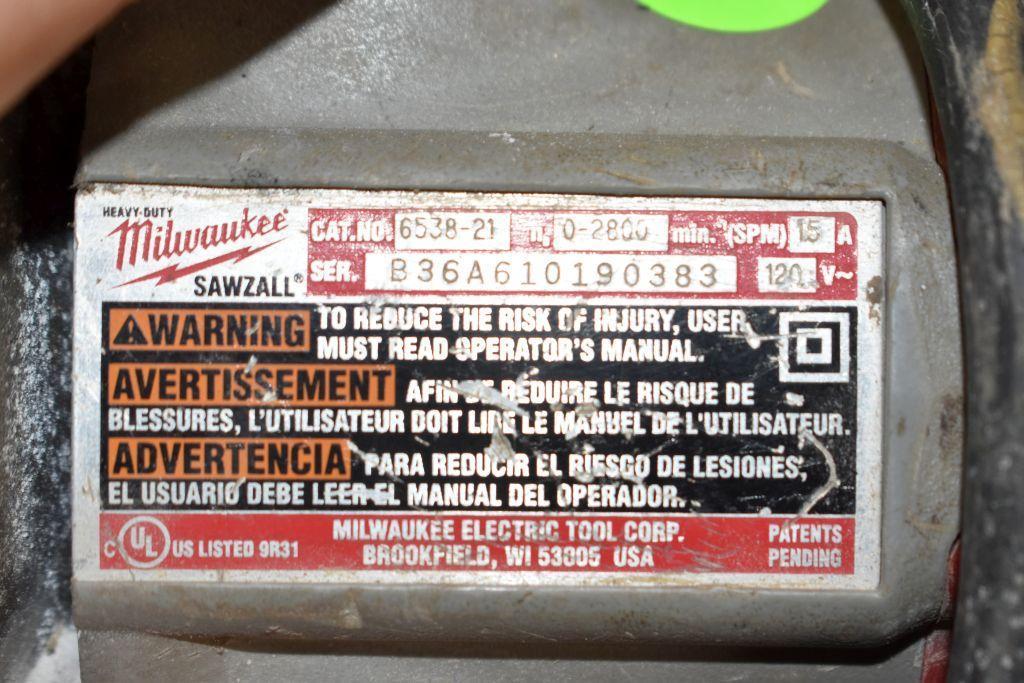 HEAVY-DUTY
Milwaukee
SAWZALL®
CAT.NO. 6538-21 n₀ 0-2800 min.⁻¹(SPM) 15 A
SER. B36A610190383 120 V~
WARNING TO REDUCE THE RISK OF INJURY, USER
MUST READ OPERATOR'S MANUAL.
AVERTISSEMENT AFIN DE RÉDUIRE LE RISQUE DE
BLESSURES, L'UTILISATEUR DOIT LIRE LE MANUEL DE L'UTILISATEUR.
ADVERTENCIA PARA REDUCIR EL RIESGO DE LESIONES,
EL USUARIO DEBE LEER EL MANUAL DEL OPERADOR.
C UL US LISTED 9R31
MILWAUKEE ELECTRIC TOOL CORP.
BROOKFIELD, WI 53005 USA
PATENTS
PENDING